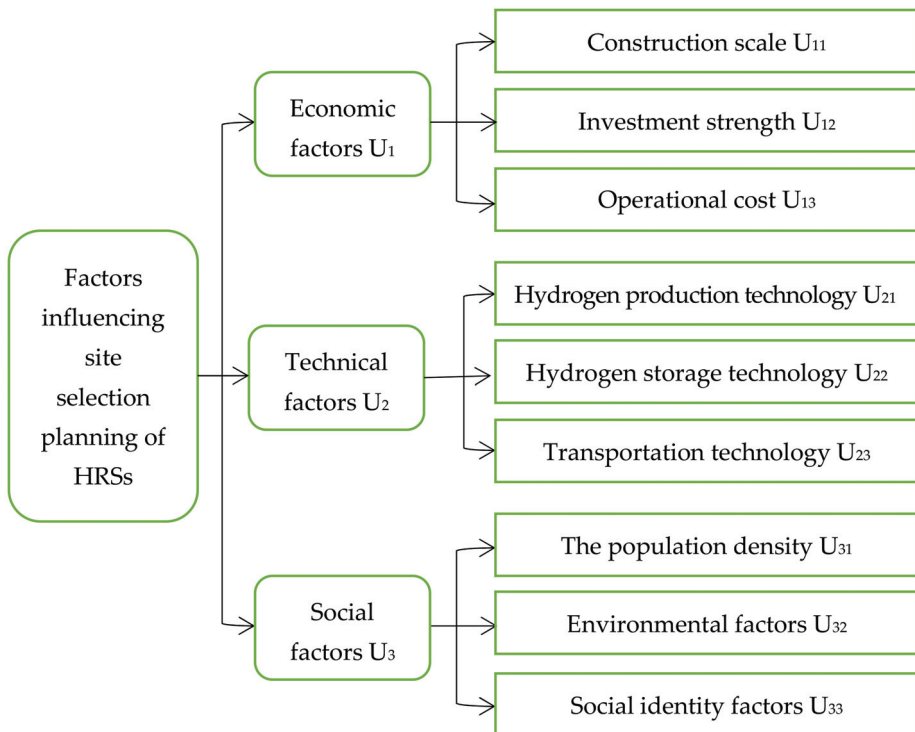 Factors
influencing
site
selection
planning of
HRSs
Economic
factors U₁
Construction scale U₁₁
Investment strength U₁₂
Operational cost U₁₃
Technical
factors U₂
Hydrogen production technology U₂₁
Hydrogen storage technology U₂₂
Transportation technology U₂₃
Social
factors U₃
The population density U₃₁
Environmental factors U₃₂
Social identity factors U₃₃